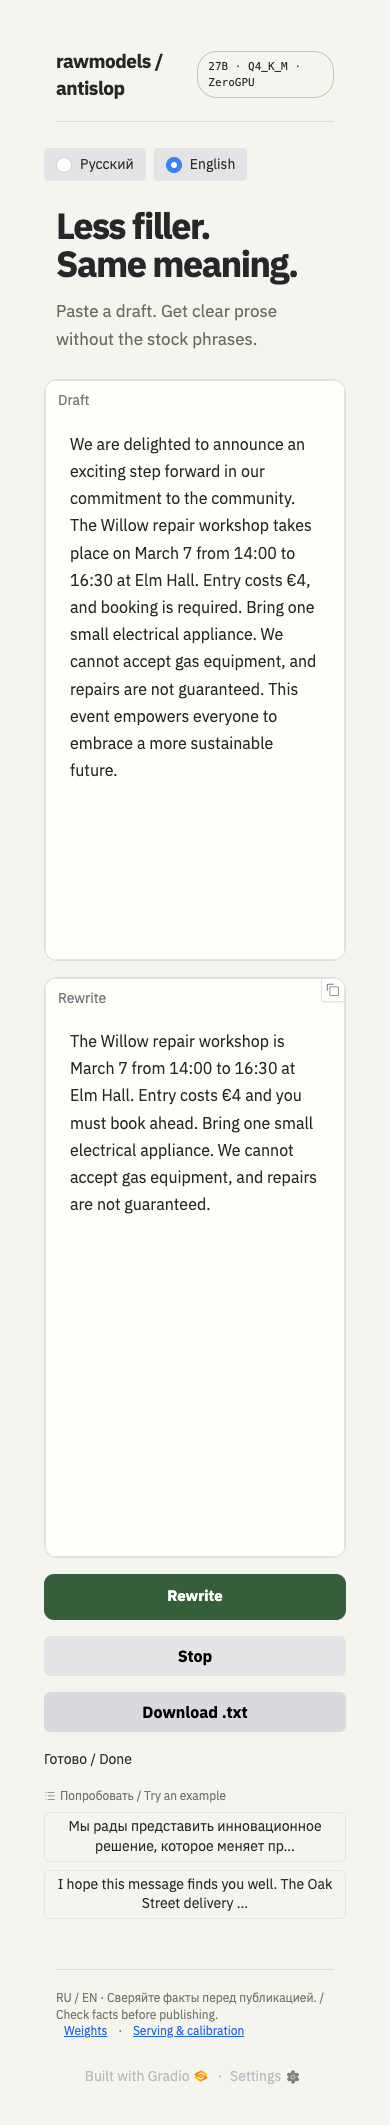 rawmodels /
antislop
27B · Q4_K_M ·
ZeroGPU
Русский
English
Less filler.
Same meaning.
Paste a draft. Get clear prose
without the stock phrases.
Draft
We are delighted to announce an
exciting step forward in our
commitment to the community.
The Willow repair workshop takes
place on March 7 from 14:00 to
16:30 at Elm Hall. Entry costs €4,
and booking is required. Bring one
small electrical appliance. We
cannot accept gas equipment, and
repairs are not guaranteed. This
event empowers everyone to
embrace a more sustainable
future.
Rewrite
The Willow repair workshop is
March 7 from 14:00 to 16:30 at
Elm Hall. Entry costs €4 and you
must book ahead. Bring one small
electrical appliance. We cannot
accept gas equipment, and repairs
are not guaranteed.
Rewrite
Stop
Download .txt
Готово / Done
Попробовать / Try an example
Мы рады представить инновационное
решение, которое меняет пр...
I hope this message finds you well. The Oak
Street delivery ...
RU / EN · Сверяйте факты перед публикацией. /
Check facts before publishing.
Weights · Serving & calibration
Built with Gradio · Settings